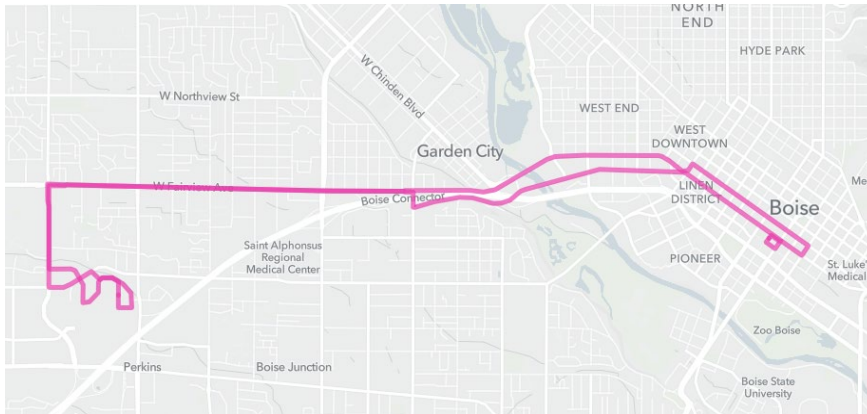 NORTH
END
HYDE PARK
W Chinden Blvd
W Northview St
WEST END
WEST
DOWNTOWN
Garden City
W Fairview Ave
LINEN
DISTRICT
Boise Connector
Boise
Saint Alphonsus
Regional
Medical Center
PIONEER
St. Luke'
Medical
Zoo Boise
Perkins
Boise Junction
Boise State
University